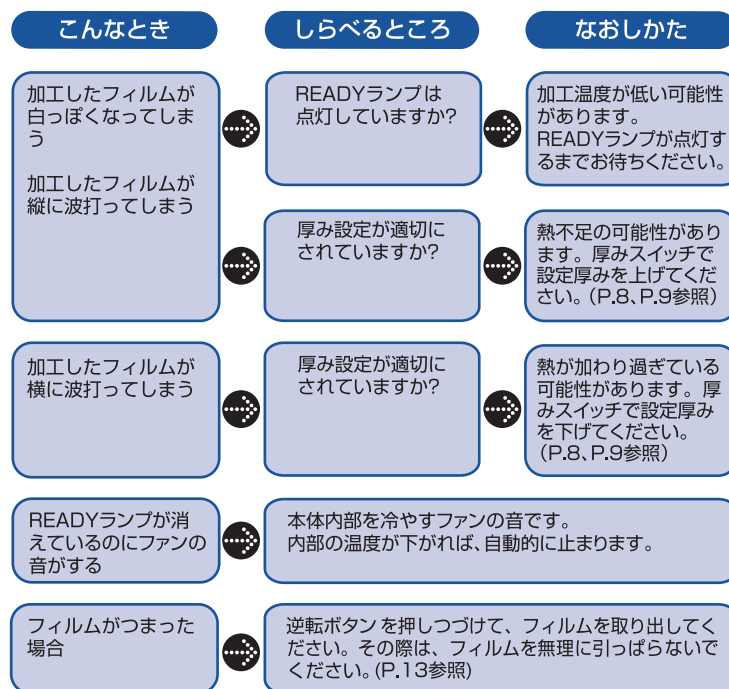 こんなとき
しらべるところ
なおしかた
加工したフィルムが
白っぽくなってしま
う
加工したフィルムが
縦に波打ってしまう
READYランプは
点灯していますか?
加工温度が低い可能性
があります。
READYランプが点灯す
るまでお待ちください。
厚み設定が適切に
されていますか?
熱不足の可能性があり
ます。厚みスイッチで
設定厚みを上げてくだ
さい。(P.8、P.9参照)
加工したフィルムが
横に波打ってしまう
厚み設定が適切に
されていますか?
熱が加わり過ぎている
可能性があります。厚
みスイッチで設定厚み
を下げてください。
(P.8、P.9参照)
READYランプが消
えているのにファンの
音がする
本体内部を冷やすファンの音です。
内部の温度が下がれば、自動的に止まります。
フィルムがつまった
場合
逆転ボタンを押しつづけて、フィルムを取り出してく
ださい。その際は、フィルムを無理に引っぱらないで
ください。(P.13参照)